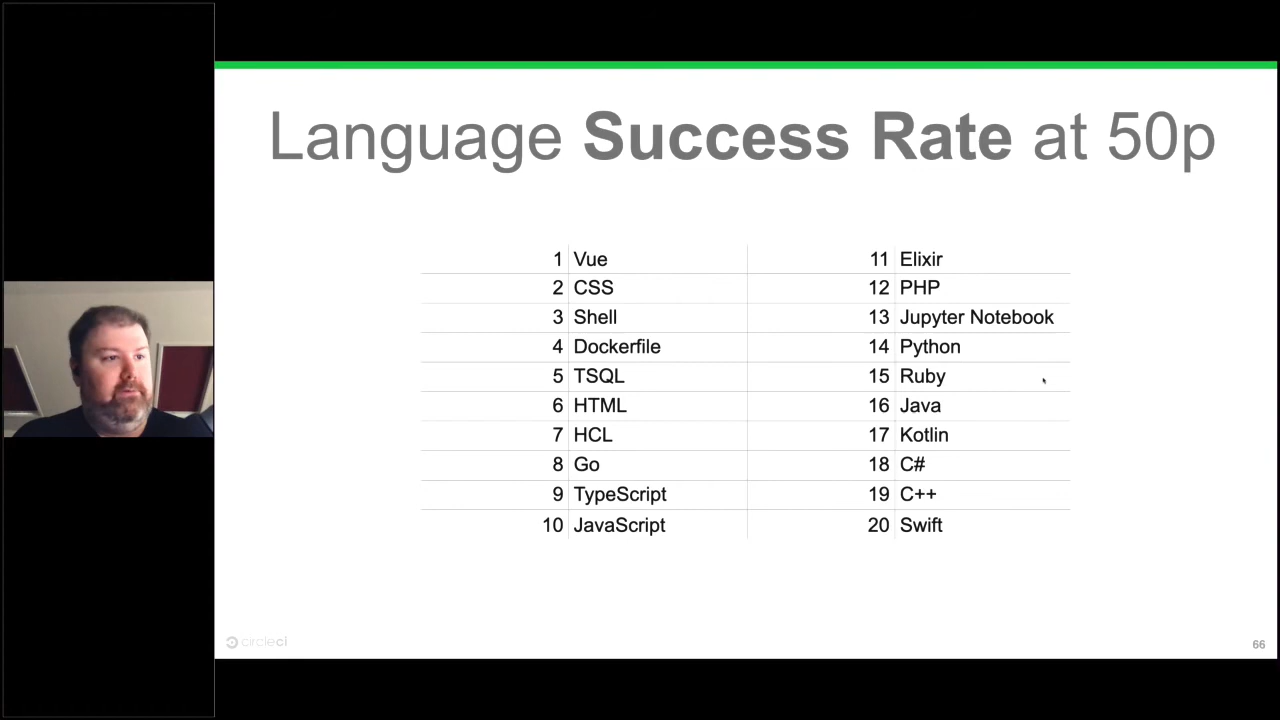 Language Success Rate at 50p
1 Vue
2 CSS
3 Shell
4 Dockerfile
5 TSQL
6 HTML
7 HCL
8 Go
9 TypeScript
10 JavaScript
11 Elixir
12 PHP
13 Jupyter Notebook
14 Python
15 Ruby
16 Java
17 Kotlin
18 C#
19 C++
20 Swift
circleci
66